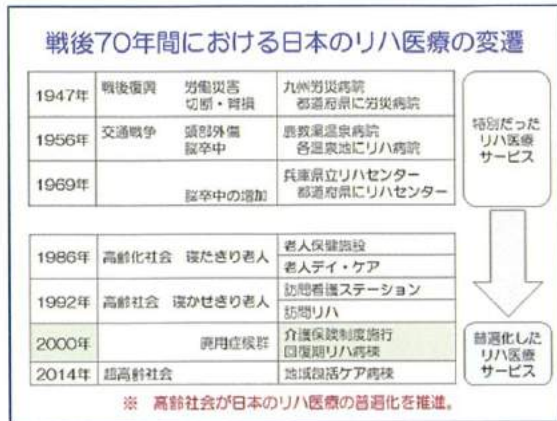 戦後70年間における日本のリハ医療の変遷
1947年 戦後復興 労働災害 九州労災病院
切断・脊損 都道府県に労災病院
1956年 交通戦争 頭部外傷 鹿教湯温泉病院
脳卒中 各温泉地にリハ病院
1969年 兵庫県立リハセンター
脳卒中の増加 都道府県にリハセンター
特別だった
リハ医療
サービス
1986年 高齢化社会 寝たきり老人 老人保健施設
老人デイ・ケア
1992年 高齢社会 寝かせきり老人 訪問看護ステーション
訪問リハ
2000年 廃用症候群 介護保険制度施行
回復期リハ病棟
2014年 超高齢社会 地域包括ケア病棟
普遍化した
リハ医療
サービス
※ 高齢社会が日本のリハ医療の普遍化を推進。